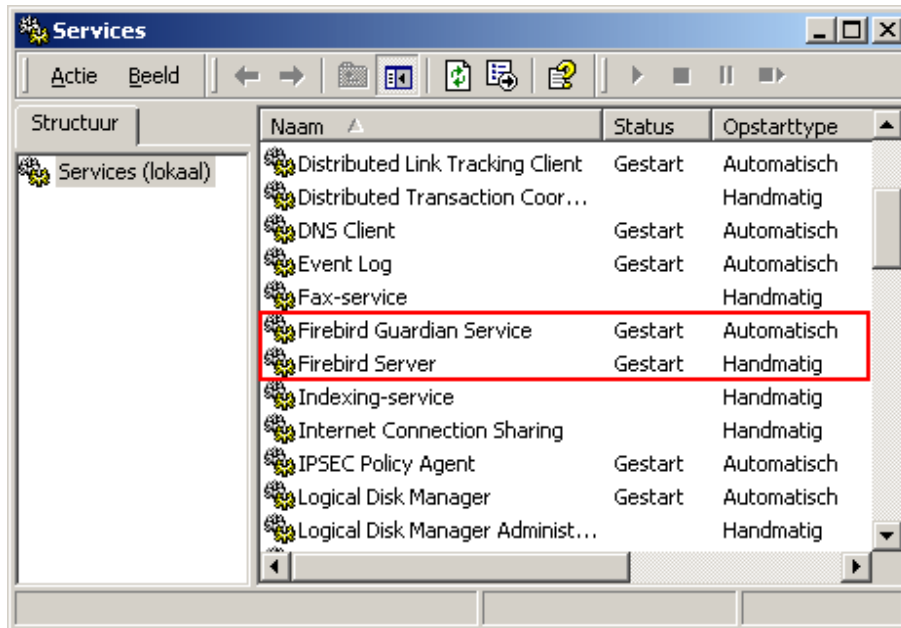 Services
Actie Beeld
Structuur
Services (lokaal)
Naam Status Opstarttype
Distributed Link Tracking Client Gestart Automatisch
Distributed Transaction Coor... Handmatig
DNS Client Gestart Automatisch
Event Log Gestart Automatisch
Fax-service Handmatig
Firebird Guardian Service Gestart Automatisch
Firebird Server Gestart Handmatig
Indexing-service Handmatig
Internet Connection Sharing Handmatig
IPSEC Policy Agent Gestart Automatisch
Logical Disk Manager Gestart Automatisch
Logical Disk Manager Administ... Handmatig